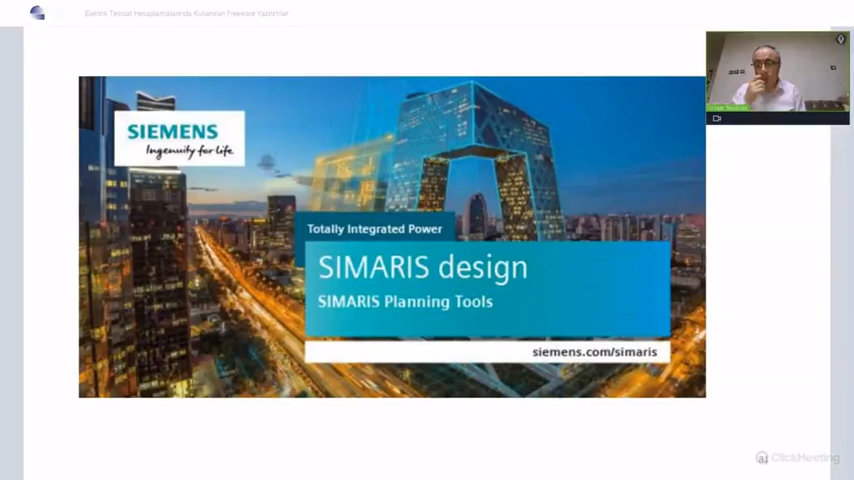 Elektrik Tesisat Hesaplamalarında Kullanılan Freeware Yazılımlar
SIEMENS
Ingenuity for life
Totally Integrated Power
SIMARIS design
SIMARIS Planning Tools
siemens.com/simaris
ClickMeeting